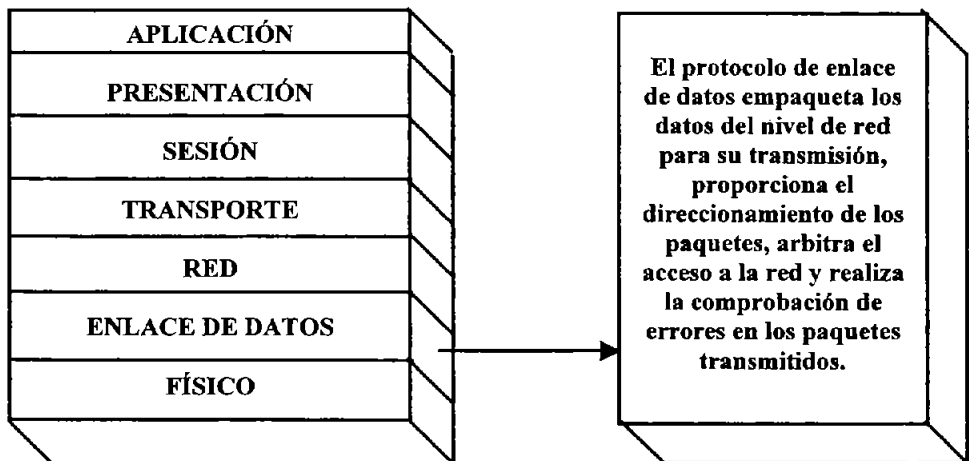 APLICACIÓN
PRESENTACIÓN
SESIÓN
TRANSPORTE
RED
ENLACE DE DATOS
FÍSICO
El protocolo de enlace
de datos empaqueta los
datos del nivel de red
para su transmisión,
proporciona el
direccionamiento de los
paquetes, arbitra el
acceso a la red y realiza
la comprobación de
errores en los paquetes
transmitidos.